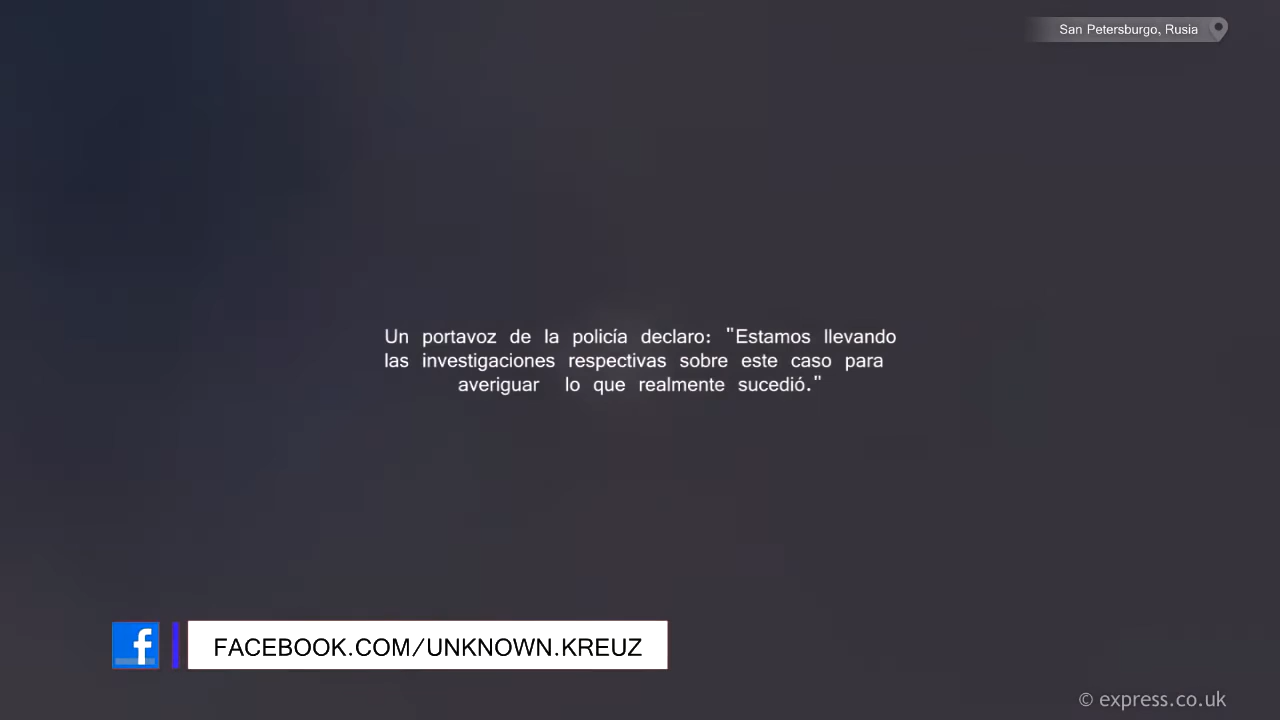 San Petersburgo, Rusia
Un portavoz de la policía declaro: "Estamos llevando
las investigaciones respectivas sobre este caso para
averiguar lo que realmente sucedió."
f
FACEBOOK.COM/UNKNOWN.KREUZ
© express.co.uk